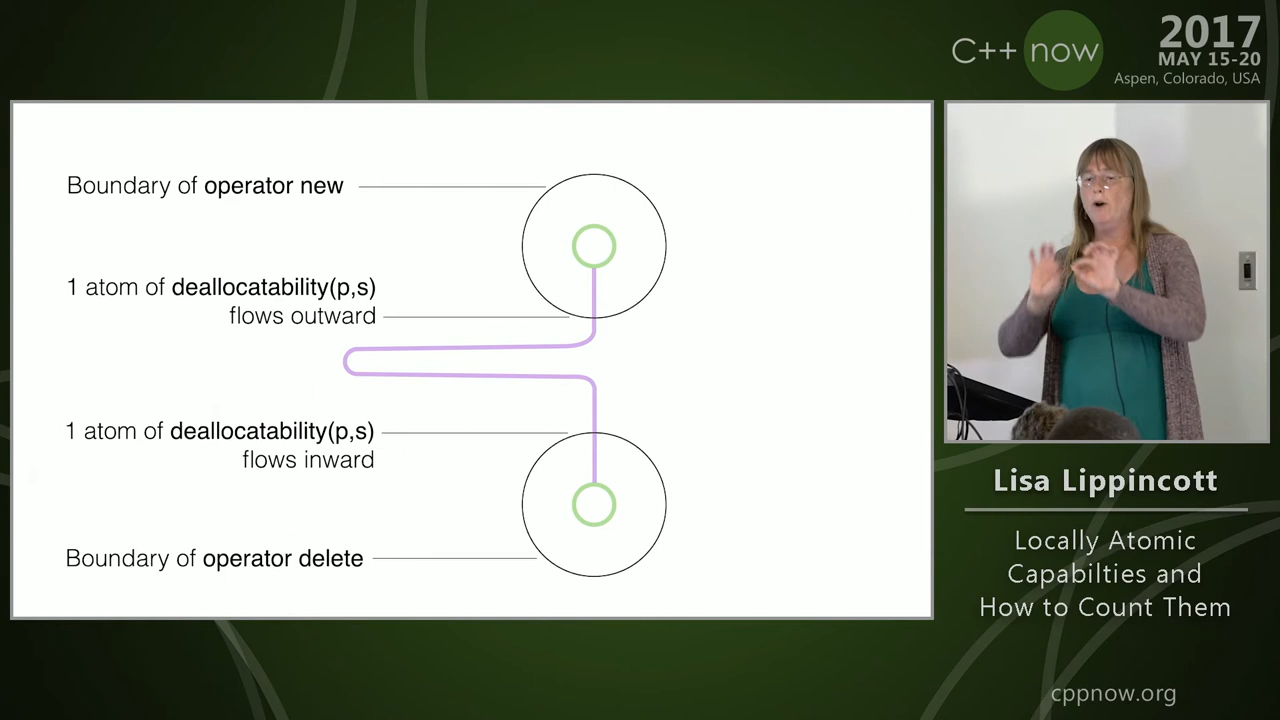 C++ now
2017
MAY 15-20
Aspen, Colorado, USA
Boundary of operator new
1 atom of deallocatability(p,s)
flows outward
1 atom of deallocatability(p,s)
flows inward
Boundary of operator delete
Lisa Lippincott
Locally Atomic
Capabilties and
How to Count Them
cppnow.org